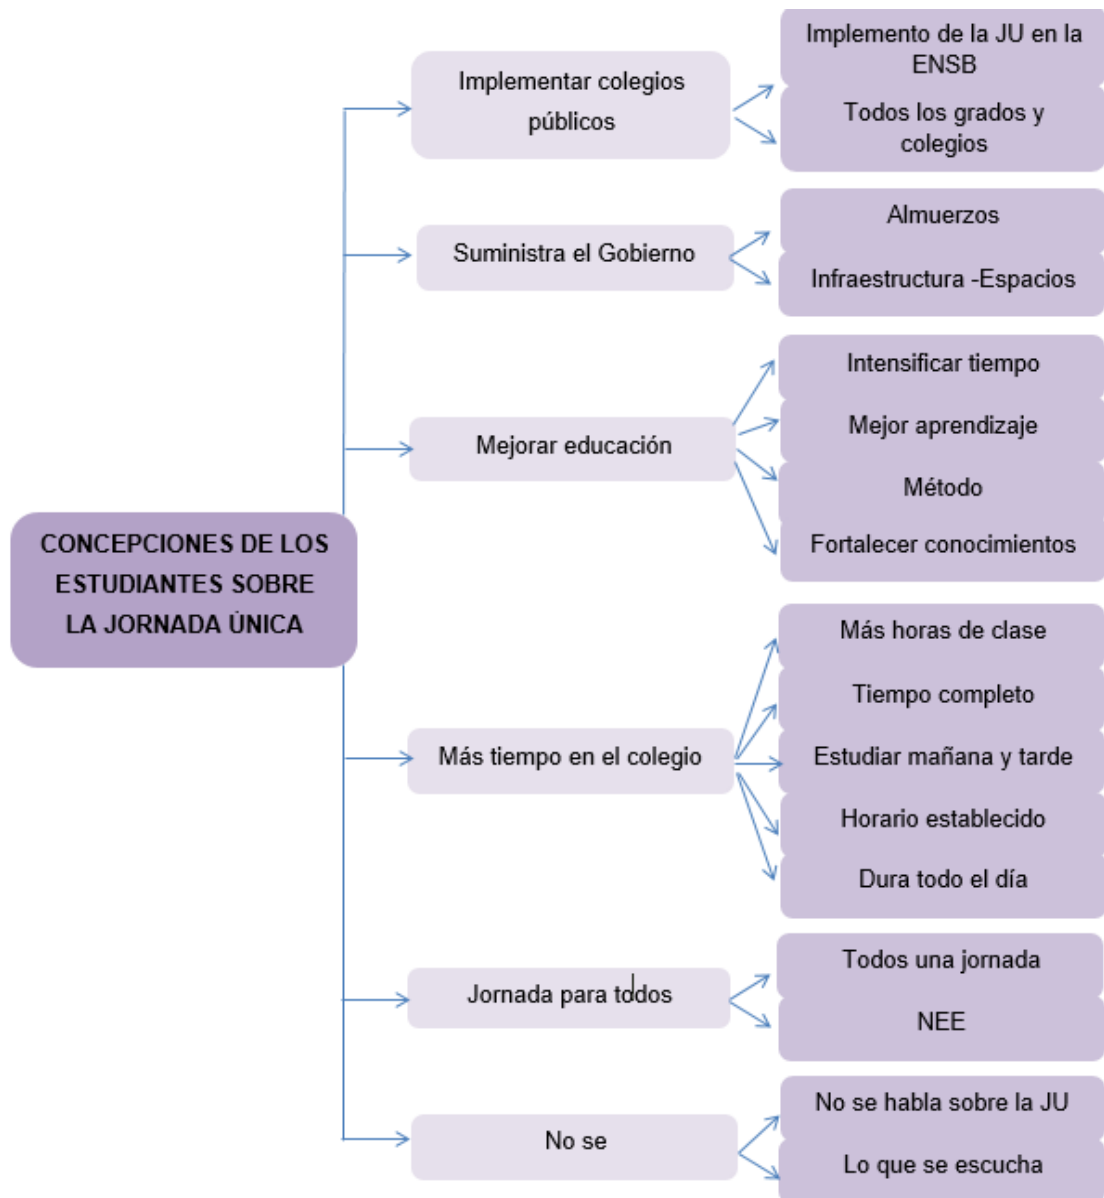 Implemento de la JU en la
ENSB
Implementar colegios
públicos
Todos los grados y
colegios
Almuerzos
Suministra el Gobierno
Infraestructura -Espacios
Intensificar tiempo
Mejor aprendizaje
Mejorar educación
Método
Fortalecer conocimientos
CONCEPCIONES DE LOS
ESTUDIANTES SOBRE
LA JORNADA ÚNICA
Más horas de clase
Tiempo completo
Más tiempo en el colegio
Estudiar mañana y tarde
Horario establecido
Dura todo el día
Todos una jornada
Jornada para todos
NEE
No se habla sobre la JU
No se
Lo que se escucha